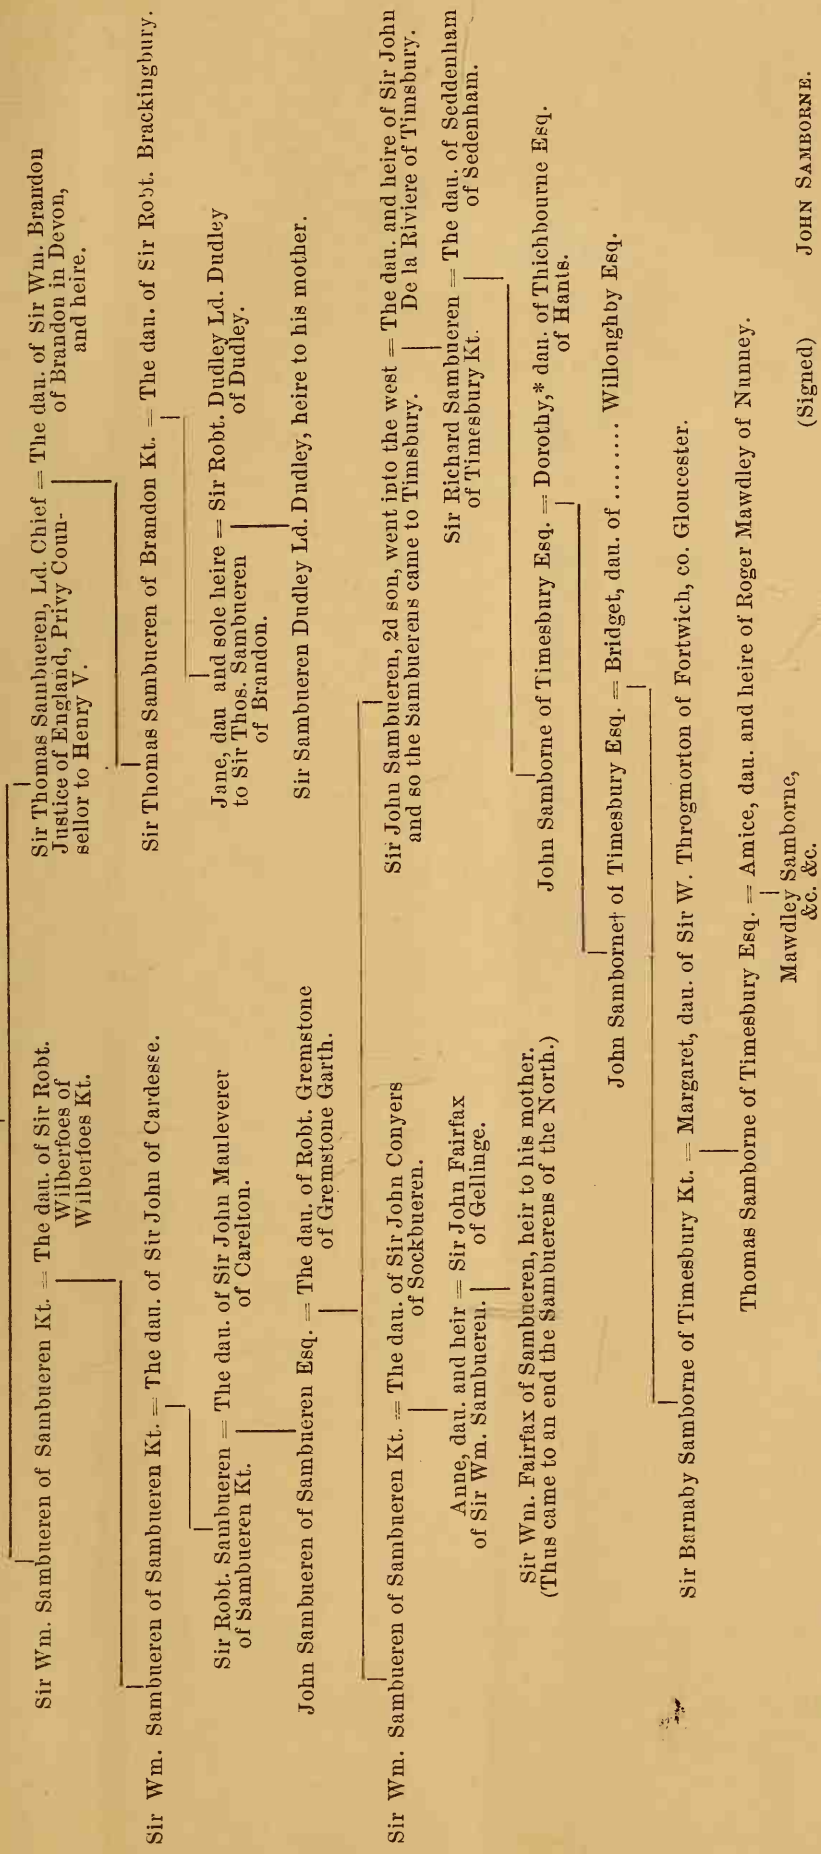 Sir Wm. Sambueren of Sambueren Kt. = The dau. of Sir Robt.
Wilberfoes of
Wilberfoes Kt.
Sir Thomas Sambueren, Ld. Chief = The dau. of Sir Wm. Brandon
Justice of England, Privy Coun- of Brandon in Devon,
sellor to Henry V. and heire.
Sir Wm. Sambueren of Sambueren Kt. = The dau. of Sir John of Cardesse.
Sir Thomas Sambueren of Brandon Kt. = The dau. of Sir Robt. Brackingbury.
Sir Robt. Sambueren = The dau. of Sir John Mauleverer
of Sambueren Kt. of Carelton.
Jane, dau and sole heire = Sir Robt. Dudley Ld. Dudley
to Sir Thos. Sambueren of Dudley.
of Brandon.
John Sambueren of Sambueren Esq. = The dau. of Robt. Gremstone
of Gremstone Garth.
Sir Sambueren Dudley Ld. Dudley, heire to his mother.
Sir Wm. Sambueren of Sambueren Kt. = The dau. of Sir John Conyers
of Sockbueren.
Sir John Sambueren, 2d son, went into the west = The dau. and heire of Sir John
and so the Sambuerens came to Timsbury. De la Riviere of Timsbury.
Anne, dau. and heir = Sir John Fairfax
of Sir Wm. Sambueren. of Gellinge.
Sir Richard Sambueren = The dau. of Seddenham
of Timesbury Kt. of Sedenham.
Sir Wm. Fairfax of Sambueren, heir to his mother.
(Thus came to an end the Sambuerens of the North.)
John Samborne of Timesbury Esq. = Dorothy,* dau. of Thichbourne Esq.
of Hants.
John Samborne† of Timesbury Esq. = Bridget, dau. of ........ Willoughby Esq.
Sir Barnaby Samborne of Timesbury Kt. = Margaret, dau. of Sir W. Throgmorton of Fortwich, co. Gloucester.
Thomas Samborne of Timesbury Esq. = Amice, dau. and heire of Roger Mawdley of Nunney.
Mawdley Samborne,
&c. &c.
(Signed) JOHN SAMBORNE.